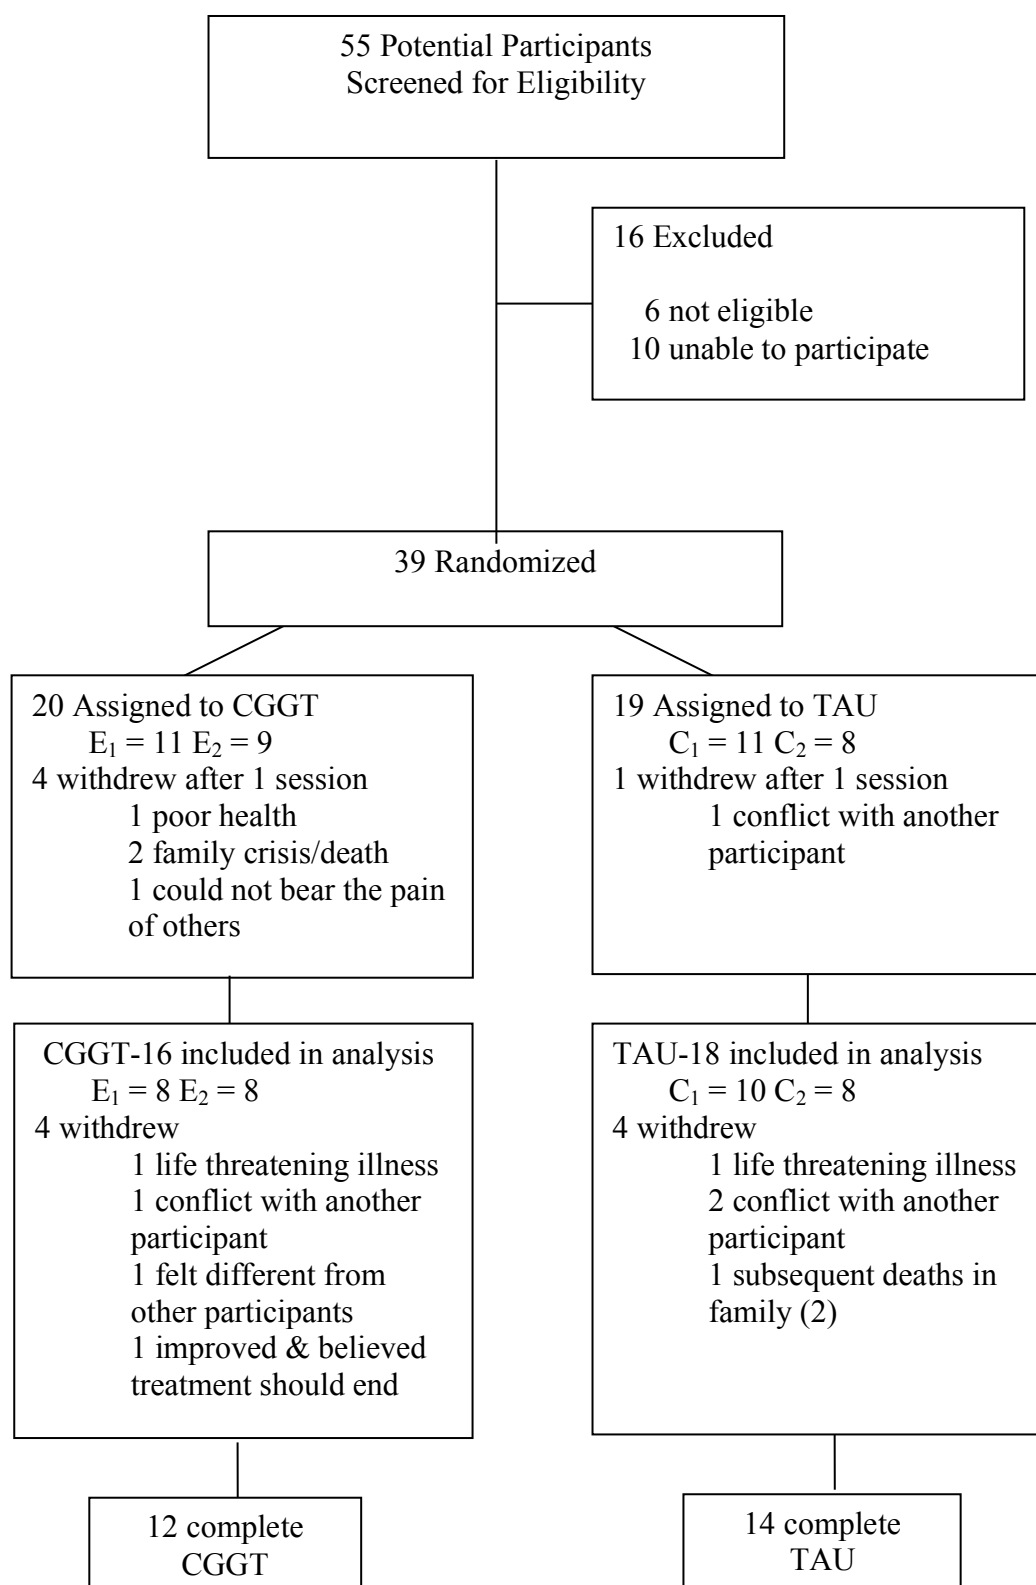 55 Potential Participants
Screened for Eligibility
16 Excluded
6 not eligible
10 unable to participate
39 Randomized
20 Assigned to CGGT
E₁ = 11 E₂ = 9
4 withdrew after 1 session
1 poor health
2 family crisis/death
1 could not bear the pain
of others
19 Assigned to TAU
C₁ = 11 C₂ = 8
1 withdrew after 1 session
1 conflict with another
participant
CGGT-16 included in analysis
E₁ = 8 E₂ = 8
4 withdrew
1 life threatening illness
1 conflict with another
participant
1 felt different from
other participants
1 improved & believed
treatment should end
TAU-18 included in analysis
C₁ = 10 C₂ = 8
4 withdrew
1 life threatening illness
2 conflict with another
participant
1 subsequent deaths in
family (2)
12 complete
CGGT
14 complete
TAU